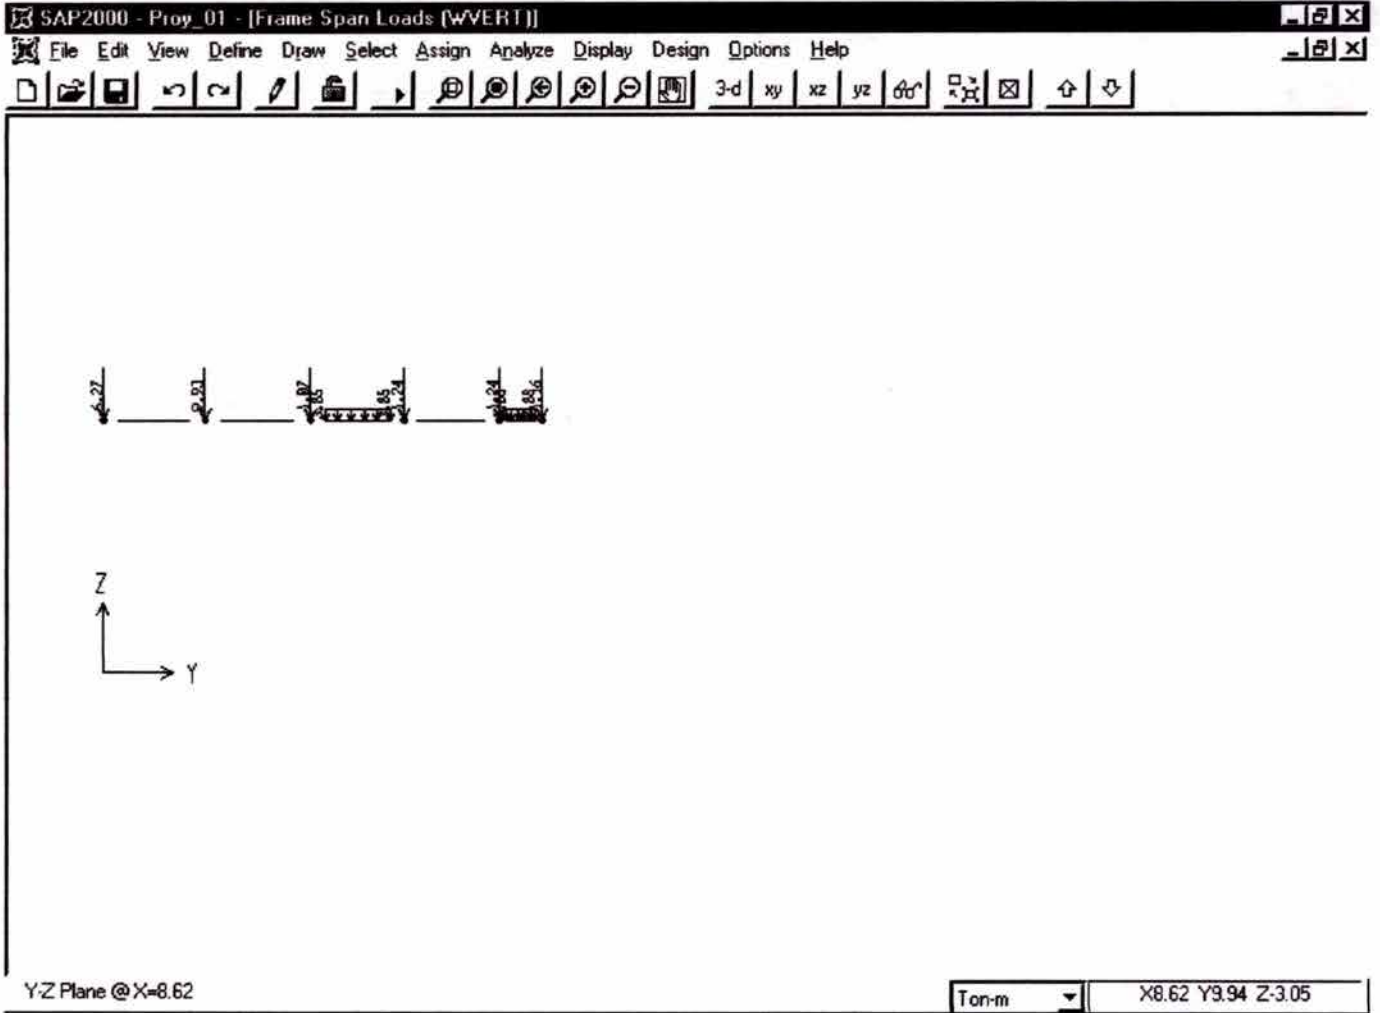 SAP2000 - Proy_01 - [Frame Span Loads (WVERT)]
File Edit View Define Draw Select Assign Analyze Display Design Options Help
3-d xy xz yz
Z
Y
Y-Z Plane @ X=8.62
Ton-m
X8.62 Y9.94 Z-3.05